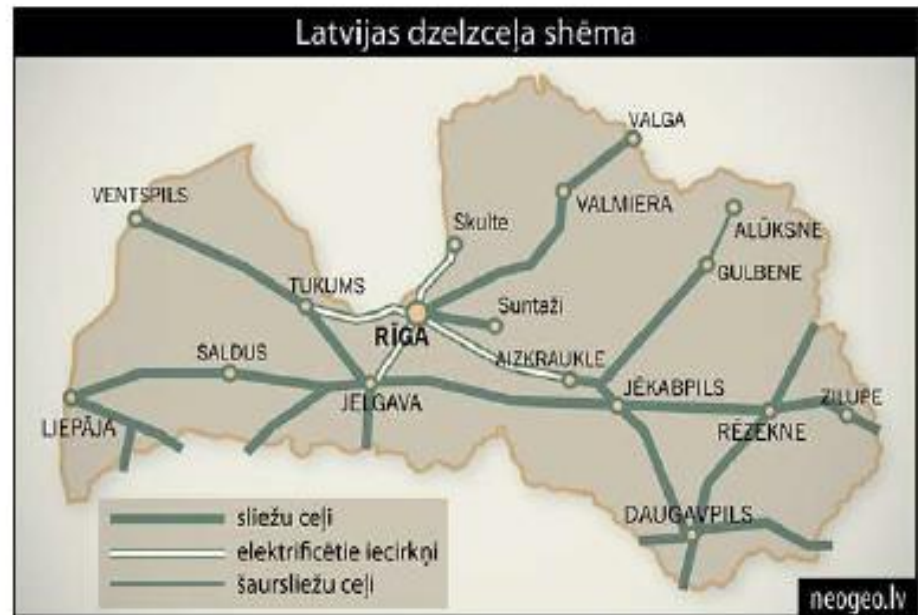 Latvijas dzelzceļa shēma
VALGA
VENTSPILS
VALMIERA
Skulte
ALŪKSNE
GULBENE
TUKUMS
Suntaži
RĪGA
SALDUS
AIZKRAUKLE
JELGAVA
JĒKABPILS
ZILUPE
LIEPĀJA
RĒZEKNE
DAUGAVPILS
sliežu ceļi
elektrificētie iecirkņi
šaursliežu ceļi
neogeo.lv